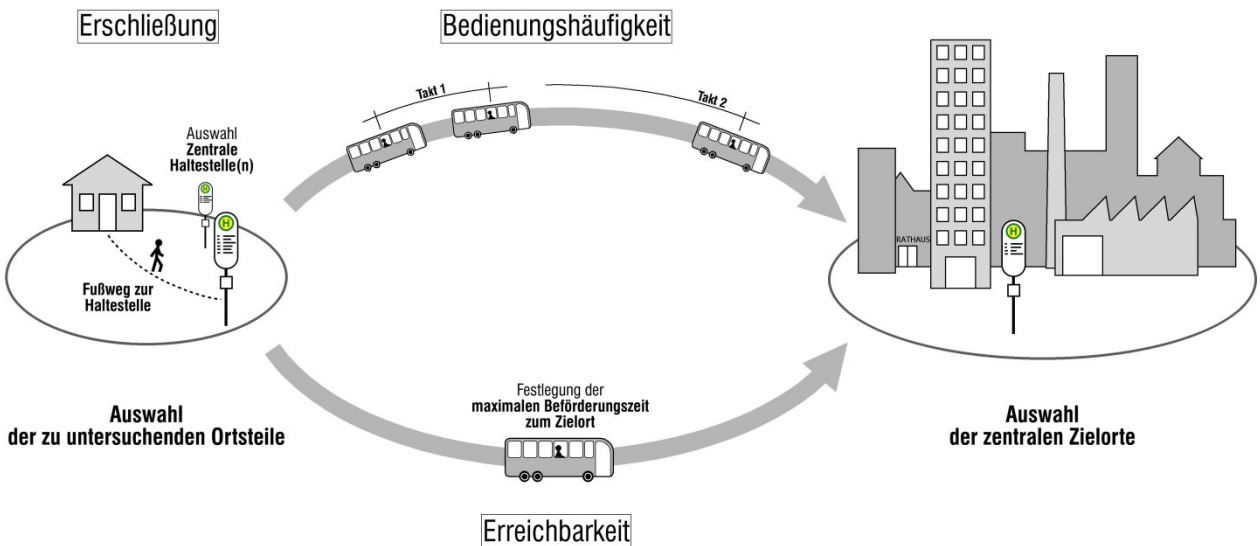 Erschließung
Bedienungshäufigkeit
Takt 1
Takt 2
Auswahl
Zentrale
Haltestelle(n)
H
H
Fußweg zur
Haltestelle
RATHAUS
H
Festlegung der
maximalen Beförderungszeit
zum Zielort
Auswahl
der zu untersuchenden Ortsteile
Auswahl
der zentralen Zielorte
Erreichbarkeit